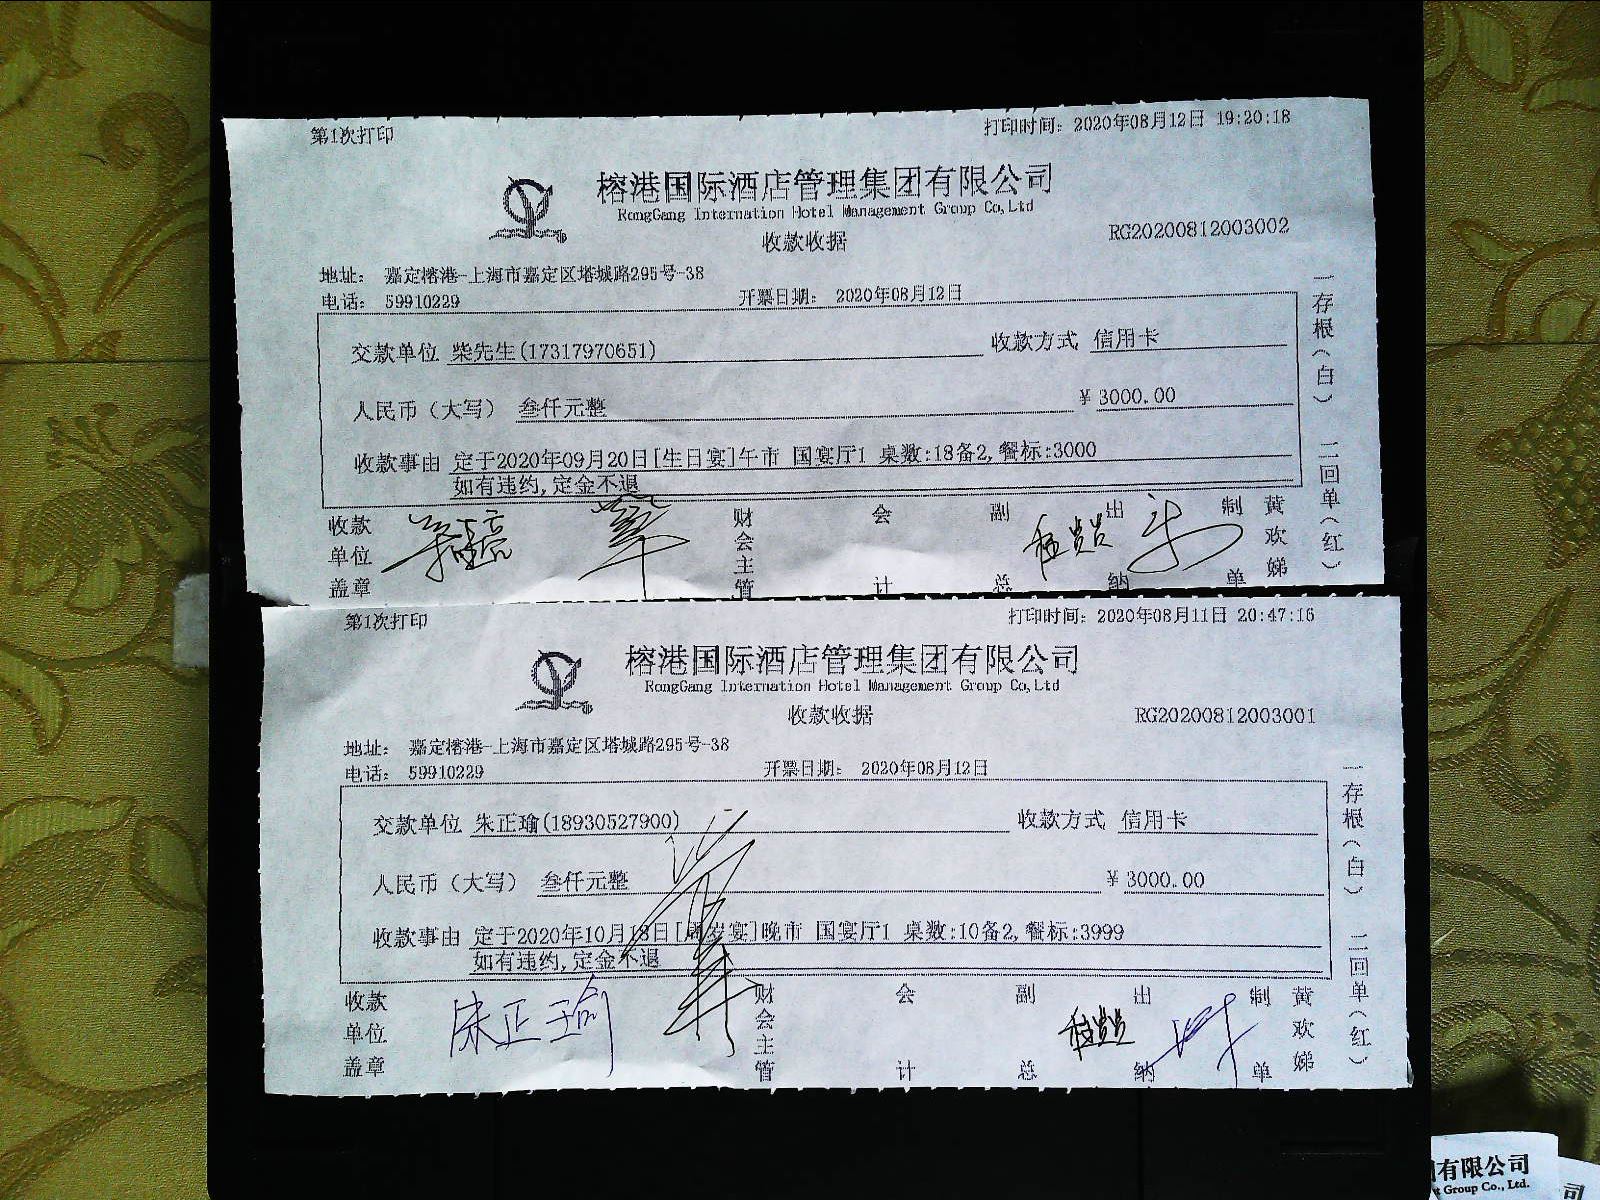 第1次打印
打印时间: 2020年08月12日 19:20:18
榕港国际酒店管理集团有限公司
RongGang Internation Hotel Management Group Co,Ltd
收款收据
RG20200812003002
地址: 嘉定榕港-上海市嘉定区塔城路295号-38
电话: 59910229
开票日期: 2020年08月12日
交款单位 柴先生(17317970651)
收款方式 信用卡
人民币(大写) 叁仟元整
¥ 3000.00
收款事由 定于2020年09月20日[生日宴]午市 国宴厅1 桌数:18备2,餐标:3000
如有违约,定金不退
收款单位盖章
财会主管
会计
副总
出纳
制单
黄欢娣
一存根(白) 二回单(红)
第1次打印
打印时间: 2020年08月11日 20:47:16
榕港国际酒店管理集团有限公司
RongGang Internation Hotel Management Group Co,Ltd
收款收据
RG20200812003001
地址: 嘉定榕港-上海市嘉定区塔城路295号-38
电话: 59910229
开票日期: 2020年08月12日
交款单位 朱正瑜(18930527900)
收款方式 信用卡
人民币(大写) 叁仟元整
¥ 3000.00
收款事由 定于2020年10月18日[周岁宴]晚市 国宴厅1 桌数:10备2,餐标:3999
如有违约,定金不退
收款单位盖章
朱正瑜
财会主管
会计
副总
出纳
制单
黄欢娣
一存根(白) 二回单(红)
有限公司
Group Co., Ltd.
司